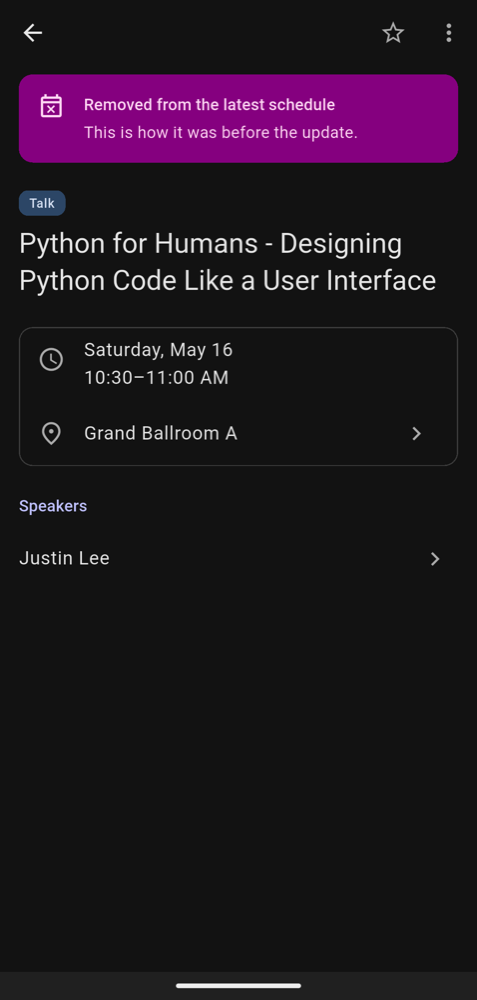 Removed from the latest schedule
This is how it was before the update.
Talk
Python for Humans - Designing
Python Code Like a User Interface
Saturday, May 16
10:30–11:00 AM
Grand Ballroom A
Speakers
Justin Lee